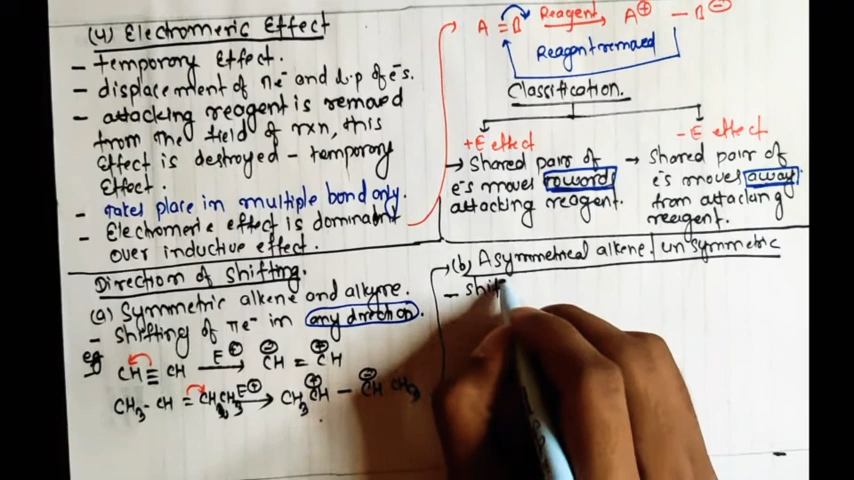 (4) Electromeric Effect
- temporary Effect.
- displacement of πe⁻ and l.p of e⁻s.
- attacking reagent is removed
from the field of rxn, this
Effect is destroyed - temporary
Effect.
- takes place in multiple bond only.
- Electromeric effect is dominant
over inductive effect.
A = B Reagent A⊕ - B⊖
Reagent removed
Classification.
+E effect
→ Shared pair of
e⁻s moves towards
attacking reagent.
-E effect
→ Shared pair of
e⁻s moves away
from attacking
reagent.
Direction of Shifting.
(a) Symmetric alkene and alkyne.
- Shifting of πe⁻ in any direction.
eg
CH ≡ CH E⊕ → ⊖CH = ⊕CH
CH₃-CH = CHCH₃ E⊕ → CH₃⊕CH - ⊖CH CH₃
(b) Asymmetrical alkene / unsymmetric
- Shift